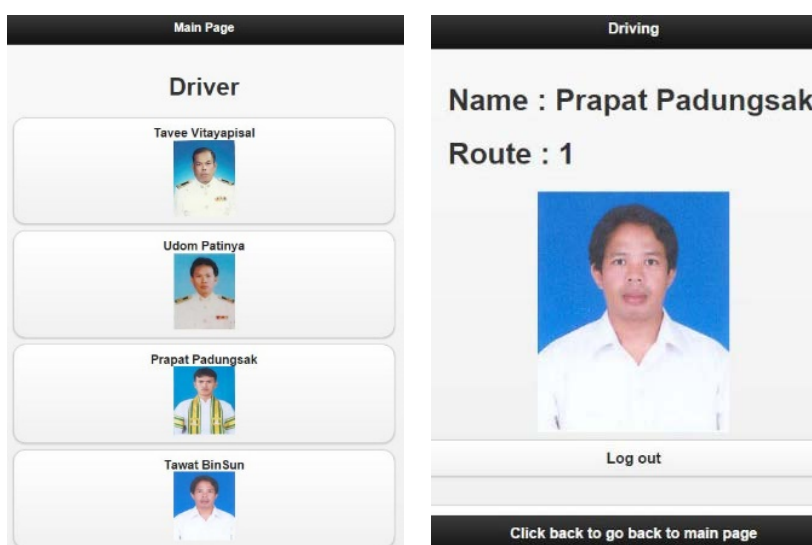 Main Page
Driver
Tavee Vitayapisal
Udom Patinya
Prapat Padungsak
Tawat BinSun
Driving
Name : Prapat Padungsak
Route : 1
Log out
Click back to go back to main page